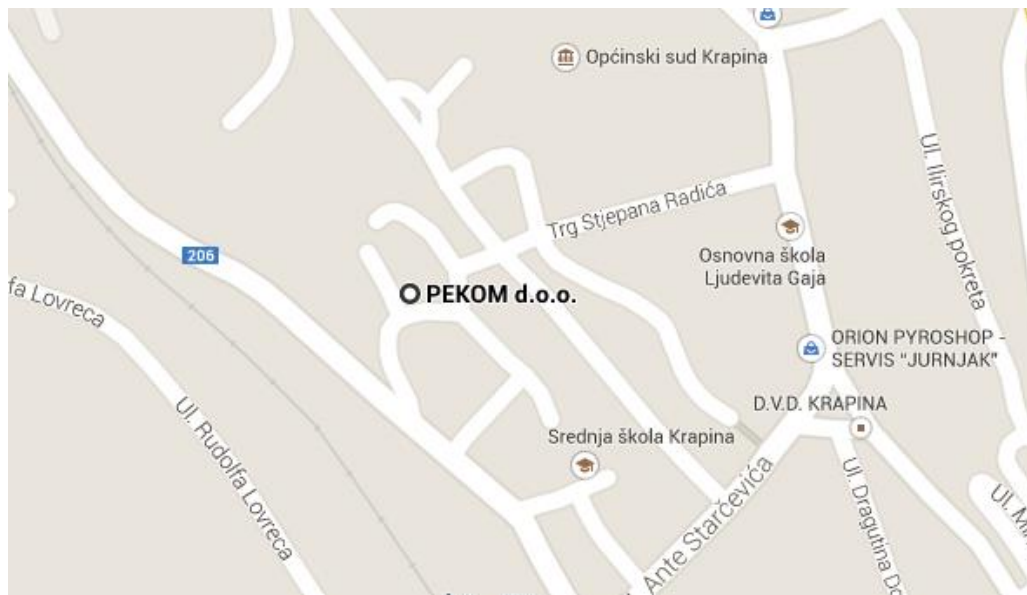 Općinski sud Krapina
Ul. Ilirskog pokreta
Trg Stjepana Radića
Osnovna škola
Ljudevita Gaja
206
PEKOM d.o.o.
fa Lovreca
ORION PYROSHOP -
SERVIS "JURNJAK"
D.V.D. KRAPINA
Srednja škola Krapina
Ul. Rudolfa Lovreca
Ante Starčevića
Ul. Dragutina Do
Ul. Mi